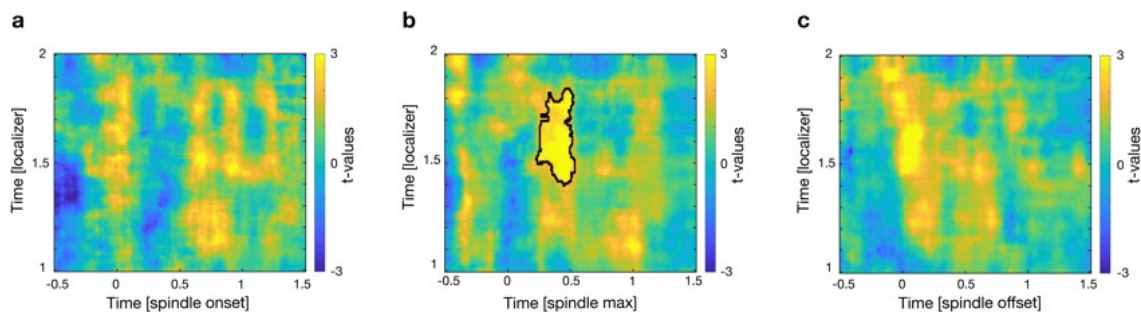 a
b
c
2
1.5
1
Time [localizer]
-0.5 0 0.5 1 1.5
Time [spindle onset]
3
0
-3
t-values
2
1.5
1
Time [localizer]
-0.5 0 0.5 1 1.5
Time [spindle max]
3
0
-3
t-values
2
1.5
1
Time [localizer]
-0.5 0 0.5 1 1.5
Time [spindle offset]
3
0
-3
t-values